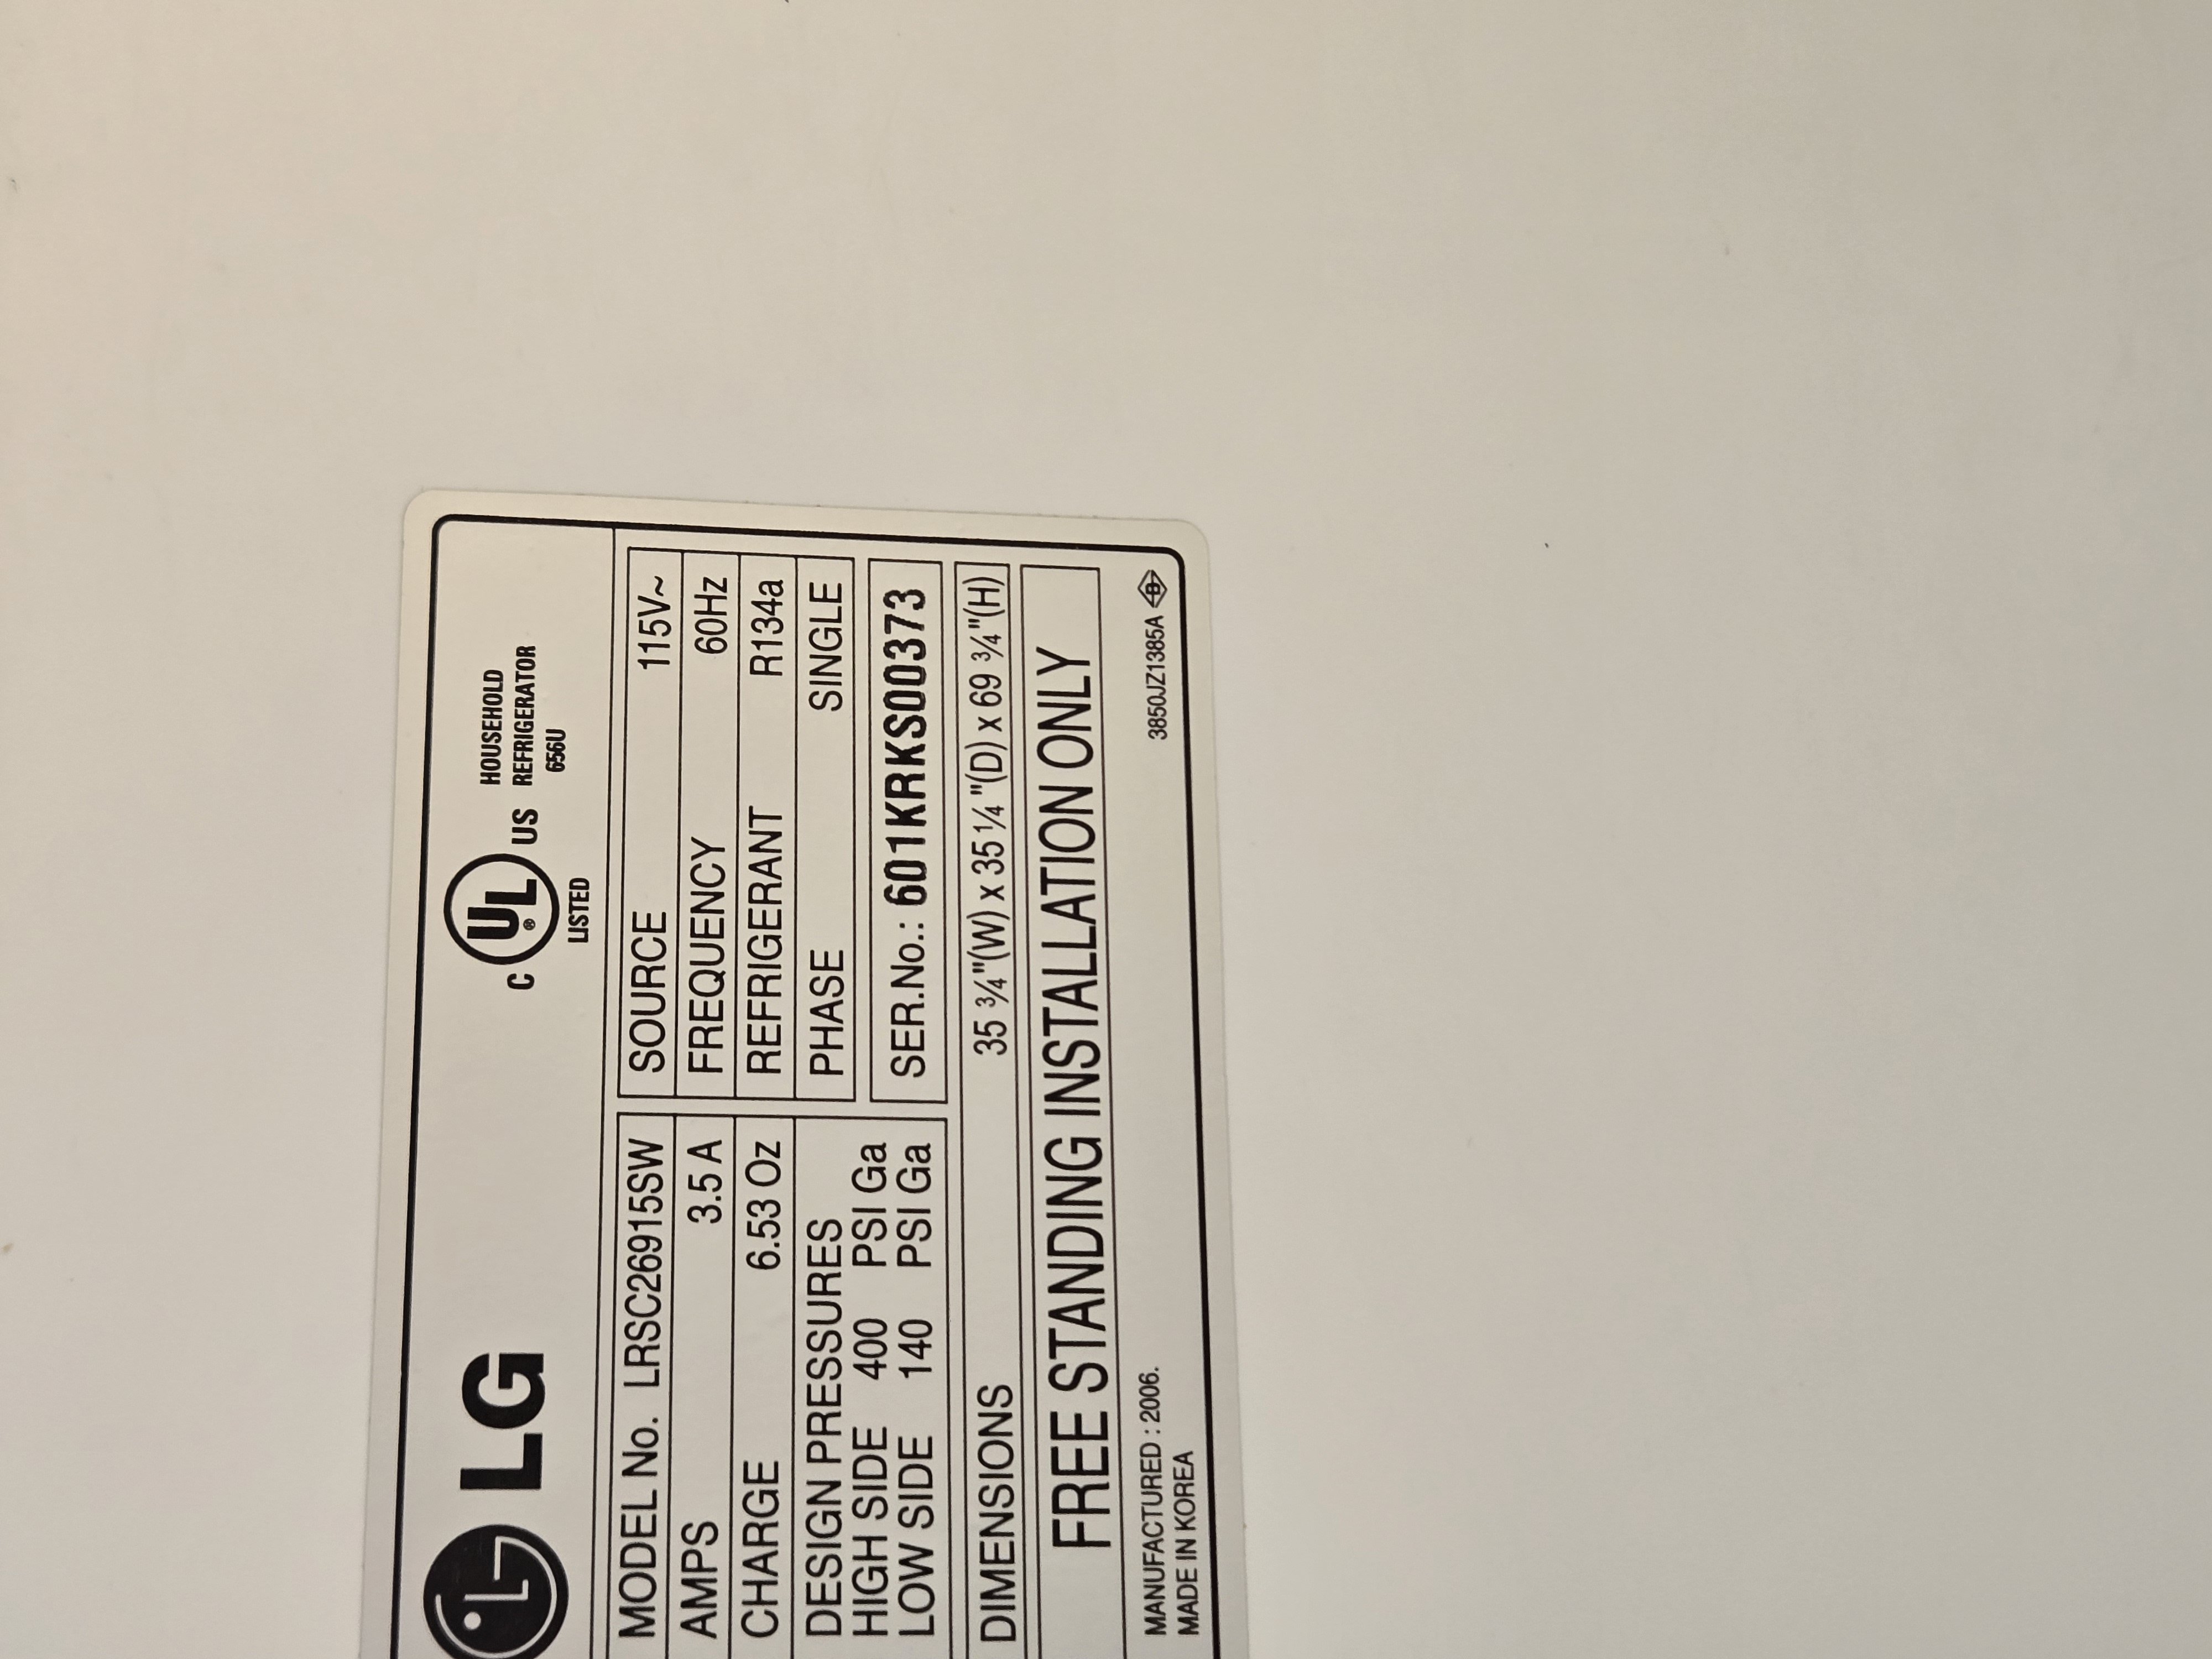 LG
C UL® US
LISTED
HOUSEHOLD
REFRIGERATOR
656U
MODEL No. LRSC26915SW
AMPS 3.5 A
CHARGE 6.53 Oz
DESIGN PRESSURES
HIGH SIDE 400 PSI Ga
LOW SIDE 140 PSI Ga
SOURCE 115V~
FREQUENCY 60Hz
REFRIGERANT R134a
PHASE SINGLE
SER.No.: 601KRKS00373
DIMENSIONS 35 3/4"(W) x 35 1/4 "(D) x 69 3/4"(H)
FREE STANDING INSTALLATION ONLY
MANUFACTURED : 2006.
MADE IN KOREA
3850JZ1385A